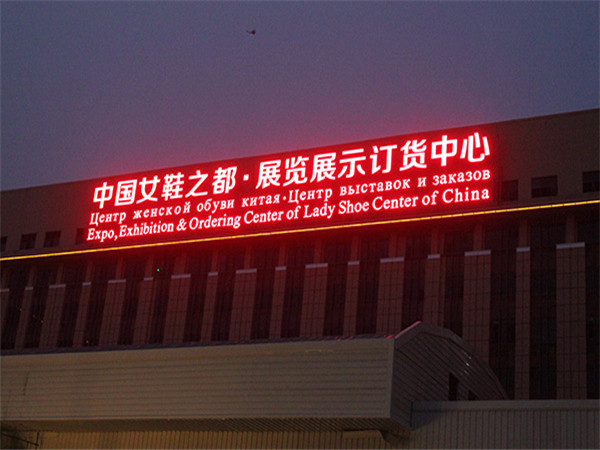 中国女鞋之都·展览展示订货中心
Центр женской обуви китая·Центр выставок и заказов
Expo, Exhibition & Ordering Center of Lady Shoe Center of China